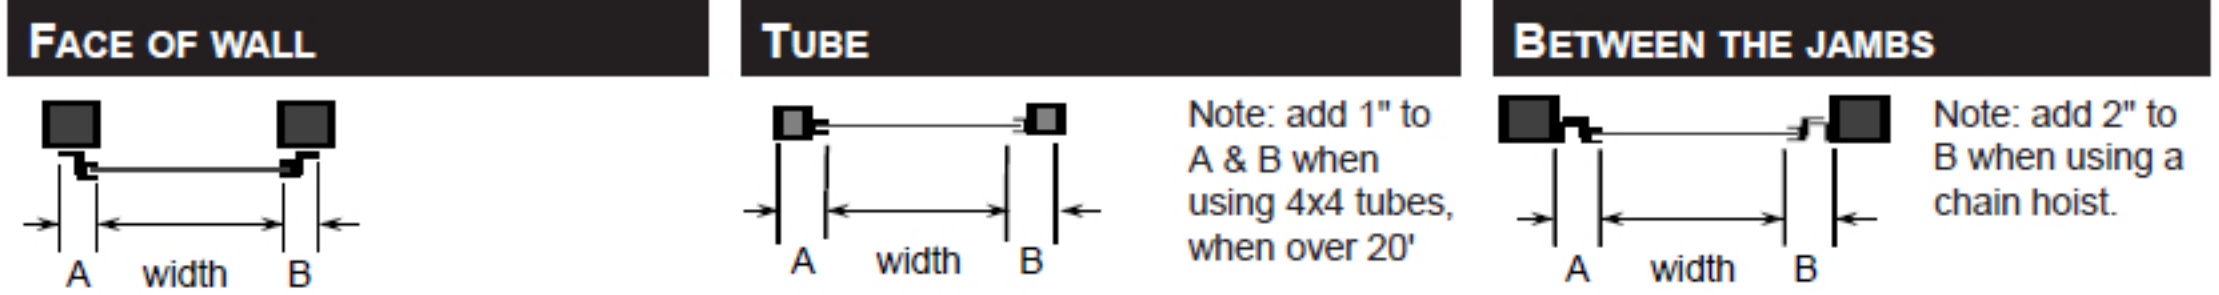 FACE OF WALL
A width B
TUBE
A width B
Note: add 1" to
A & B when
using 4x4 tubes,
when over 20'
BETWEEN THE JAMBS
A width B
Note: add 2" to
B when using a
chain hoist.